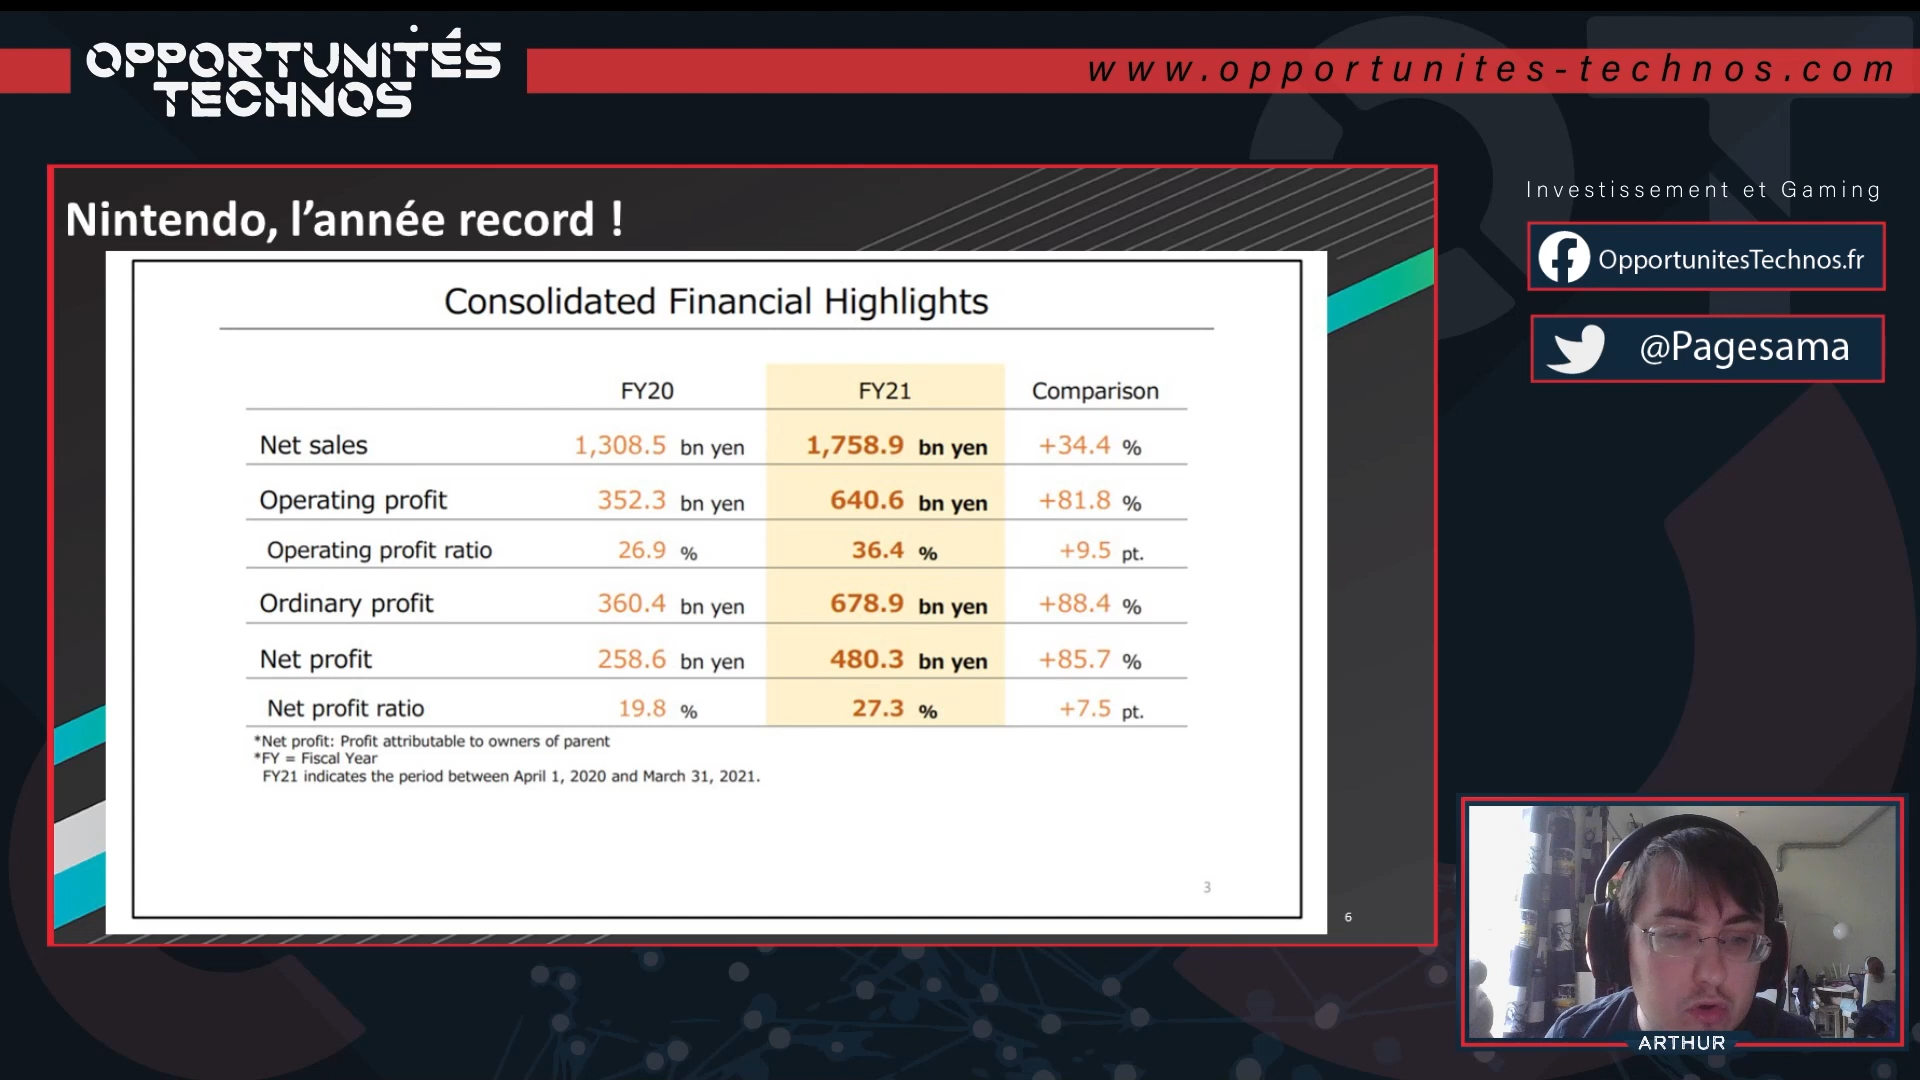 OPPORTUNITÉS
TECHNOS
www.opportunites-technos.com
Investissement et Gaming
OpportunitesTechnos.fr
@Pagesama
Nintendo, l’année record !
Consolidated Financial Highlights
FY20 FY21 Comparison
Net sales 1,308.5 bn yen 1,758.9 bn yen +34.4 %
Operating profit 352.3 bn yen 640.6 bn yen +81.8 %
Operating profit ratio 26.9 % 36.4 % +9.5 pt.
Ordinary profit 360.4 bn yen 678.9 bn yen +88.4 %
Net profit 258.6 bn yen 480.3 bn yen +85.7 %
Net profit ratio 19.8 % 27.3 % +7.5 pt.
*Net profit: Profit attributable to owners of parent
*FY = Fiscal Year
FY21 indicates the period between April 1, 2020 and March 31, 2021.
3
6
ARTHUR